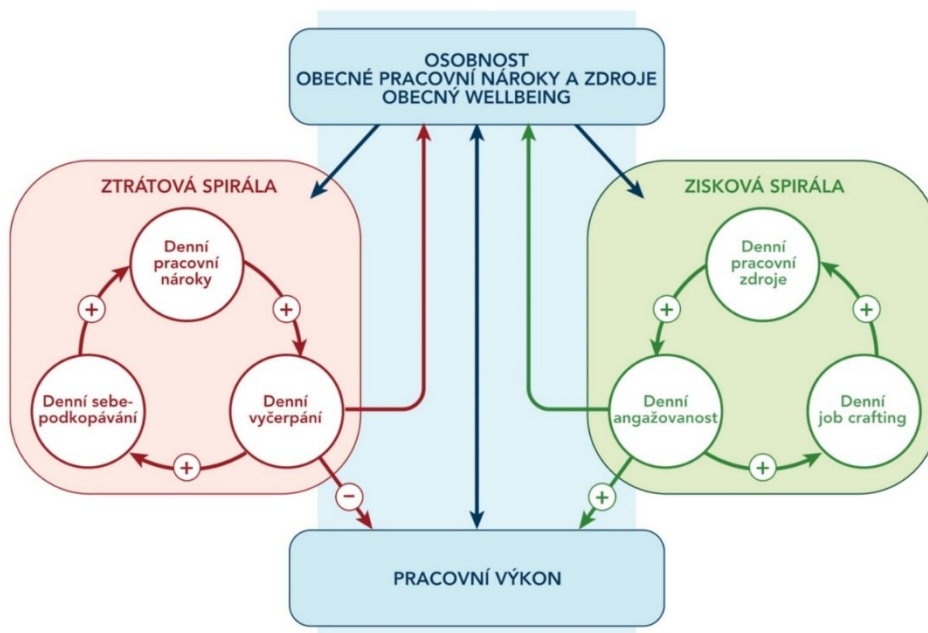 OSOBNOST
OBECNÉ PRACOVNÍ NÁROKY A ZDROJE
OBECNÝ WELLBEING
ZTRÁTOVÁ SPIRÁLA
Denní
pracovní
nároky
+
+
Denní sebe-
podkopávání
Denní
vyčerpání
+
−
ZISKOVÁ SPIRÁLA
Denní
pracovní
zdroje
+
+
Denní
angažovanost
Denní
job crafting
+
+
PRACOVNÍ VÝKON